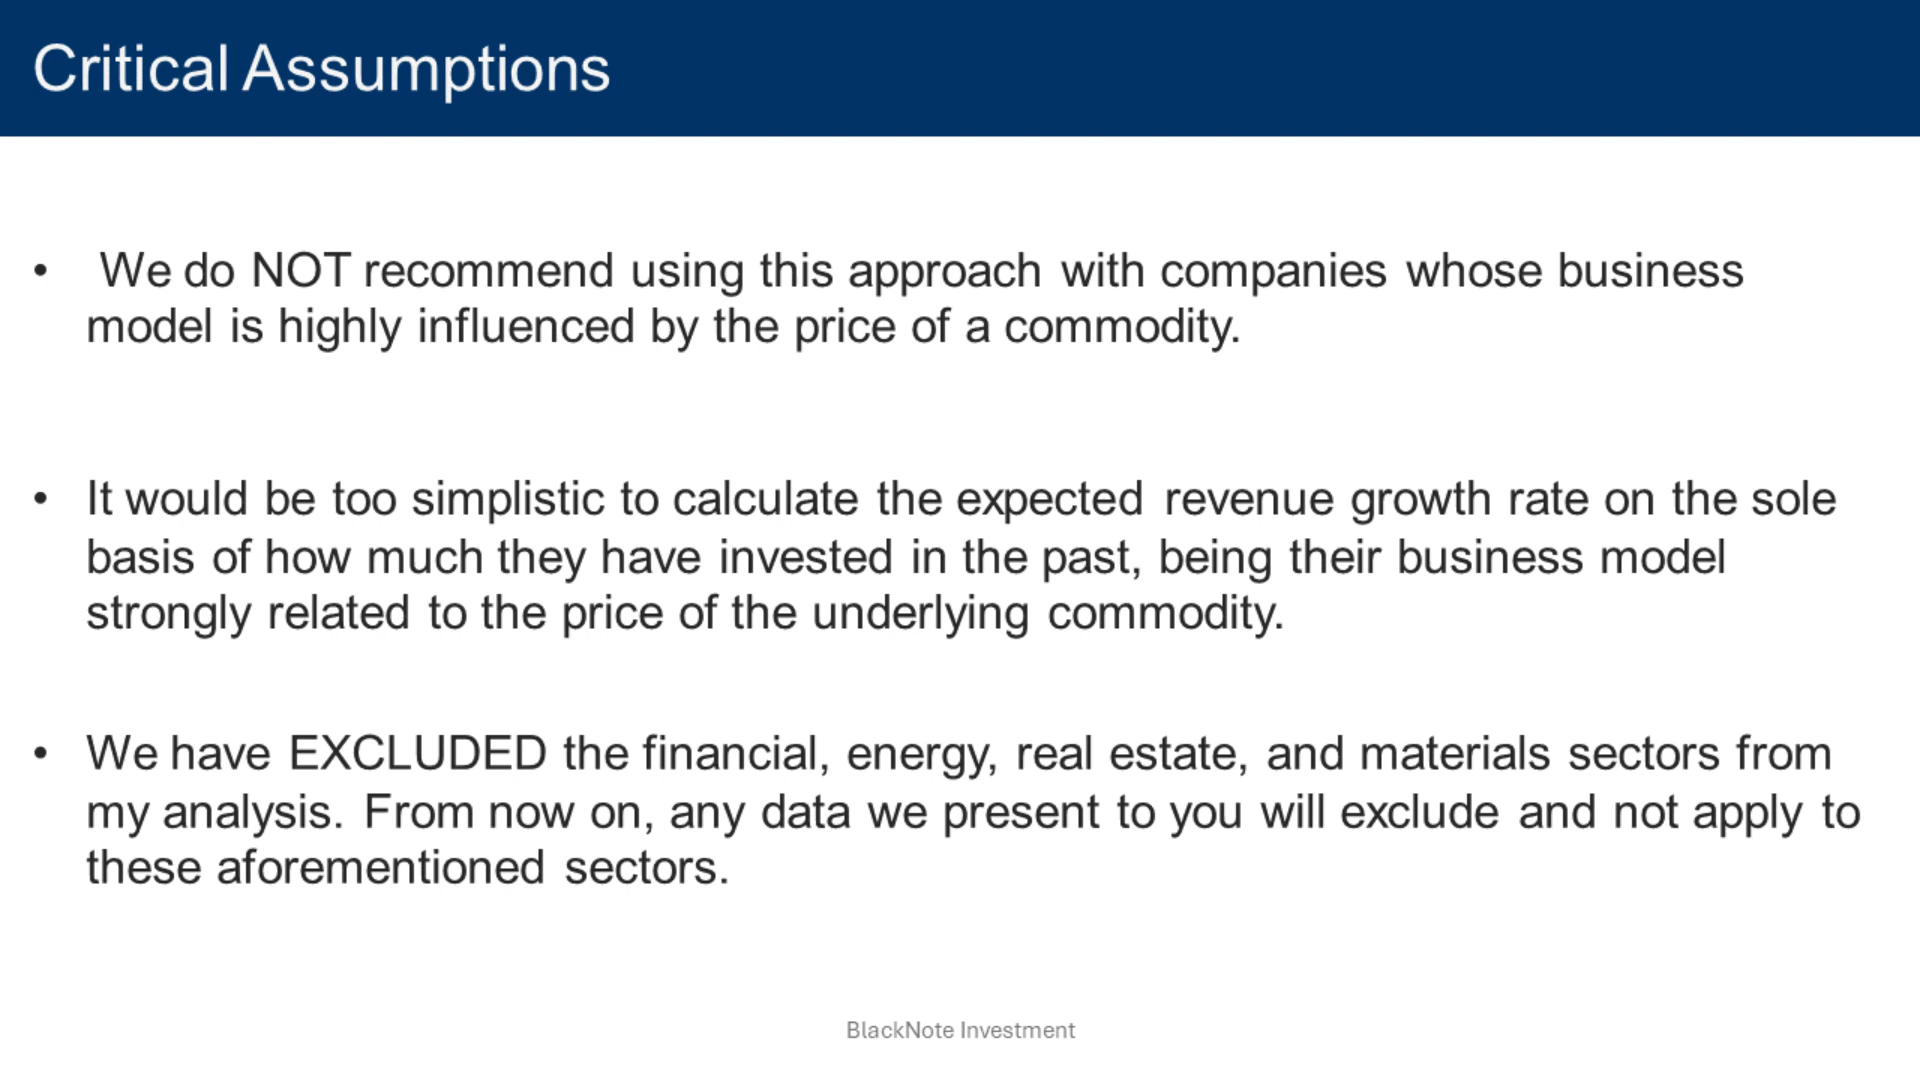 Critical Assumptions
• We do NOT recommend using this approach with companies whose business
model is highly influenced by the price of a commodity.
• It would be too simplistic to calculate the expected revenue growth rate on the sole
basis of how much they have invested in the past, being their business model
strongly related to the price of the underlying commodity.
• We have EXCLUDED the financial, energy, real estate, and materials sectors from
my analysis. From now on, any data we present to you will exclude and not apply to
these aforementioned sectors.
BlackNote Investment